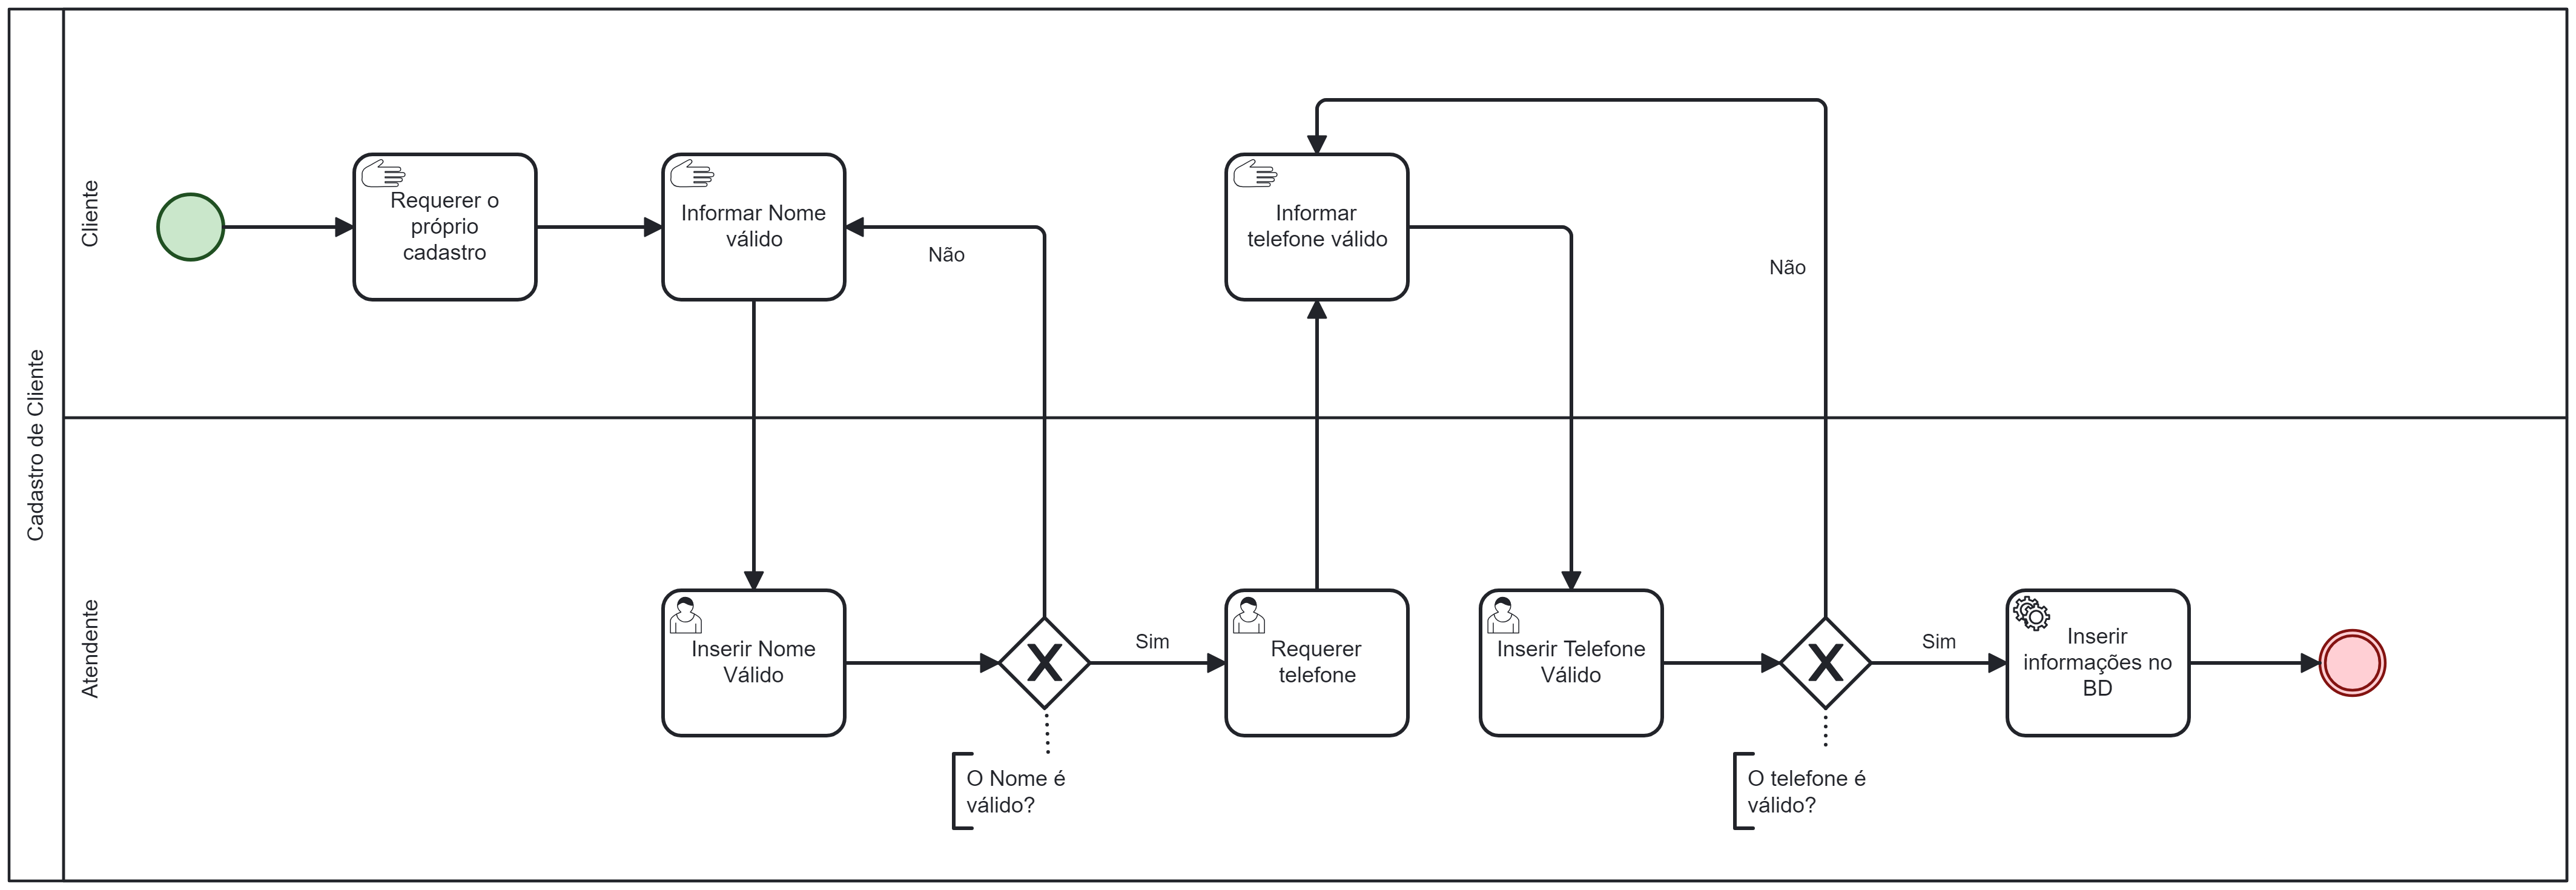 Cadastro de Cliente
Cliente
Requerer o
próprio
cadastro
Informar Nome
válido
Não
Informar
telefone válido
Não
Atendente
Inserir Nome
Válido
Sim
Requerer
telefone
Inserir Telefone
Válido
Sim
Inserir
informações no
BD
O Nome é
válido?
O telefone é
válido?